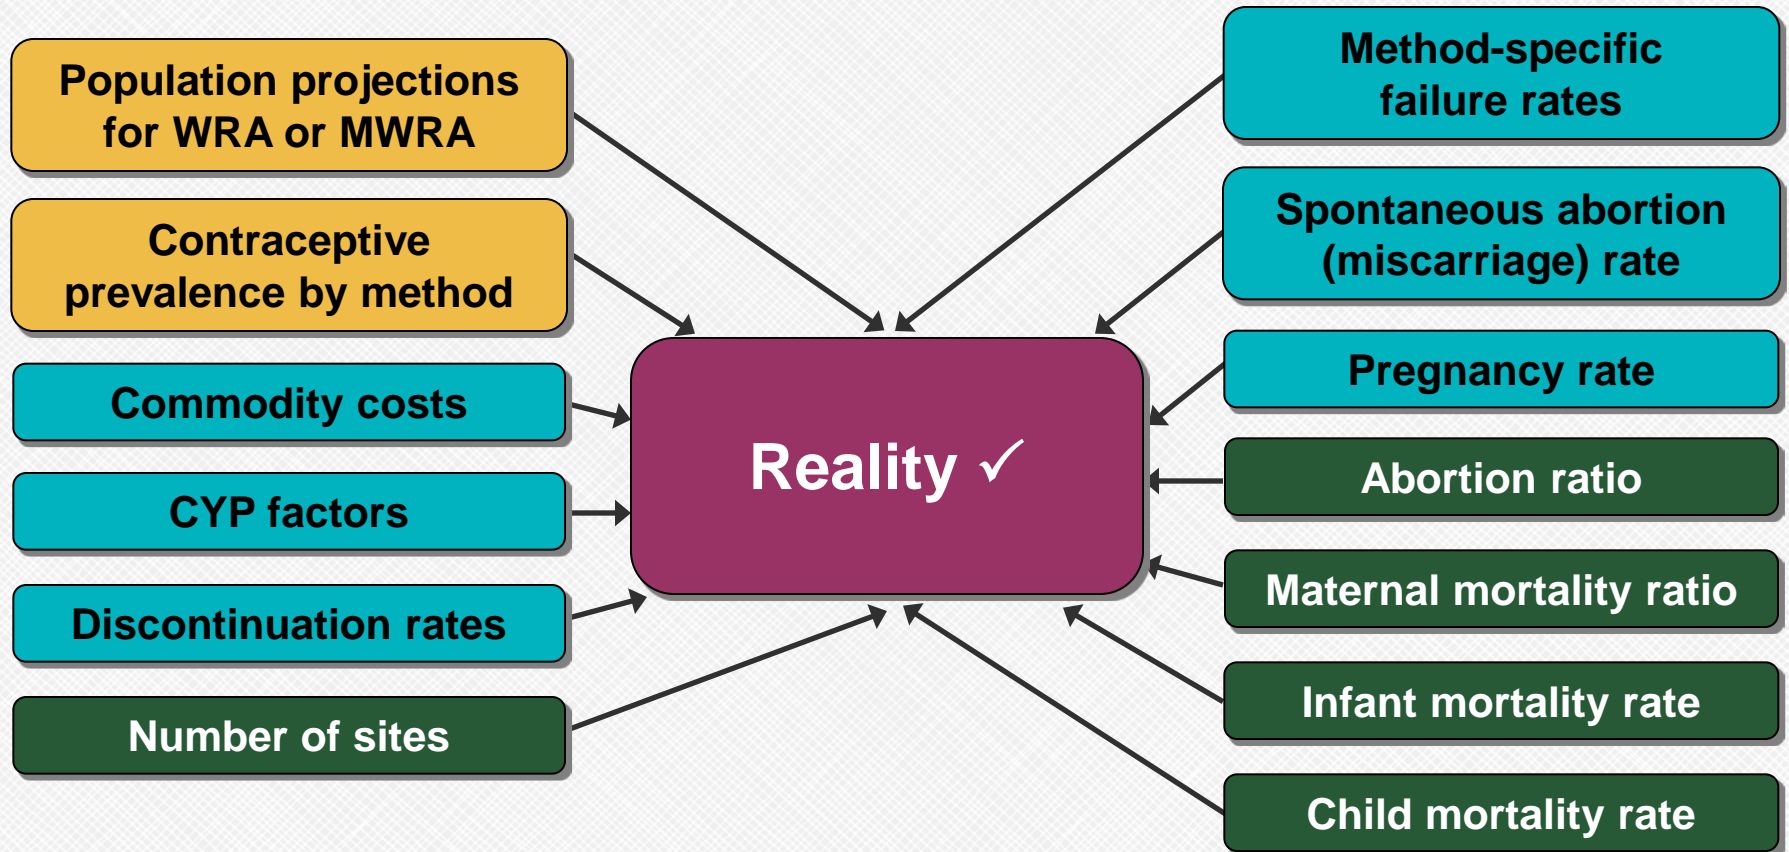 Population projections
for WRA or MWRA
Contraceptive
prevalence by method
Commodity costs
CYP factors
Discontinuation rates
Number of sites
Reality ✓
Method-specific
failure rates
Spontaneous abortion
(miscarriage) rate
Pregnancy rate
Abortion ratio
Maternal mortality ratio
Infant mortality rate
Child mortality rate